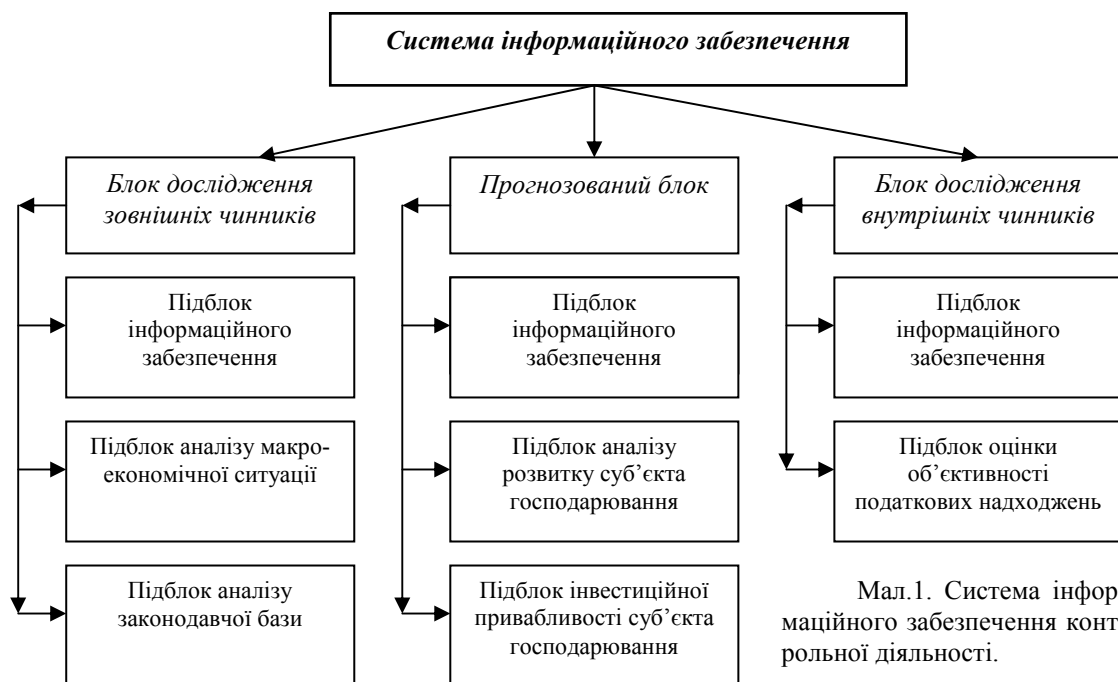 Система інформаційного забезпечення
Блок дослідження
зовнішніх чинників
Підблок
інформаційного
забезпечення
Підблок аналізу макро-
економічної ситуації
Підблок аналізу
законодавчої бази
Прогнозований блок
Підблок
інформаційного
забезпечення
Підблок аналізу
розвитку суб’єкта
господарювання
Підблок інвестиційної
привабливості суб’єкта
господарювання
Блок дослідження
внутрішніх чинників
Підблок
інформаційного
забезпечення
Підблок оцінки
об’єктивності
податкових надходжень
Мал.1. Система інфор
маційного забезпечення конт
рольної діяльності.